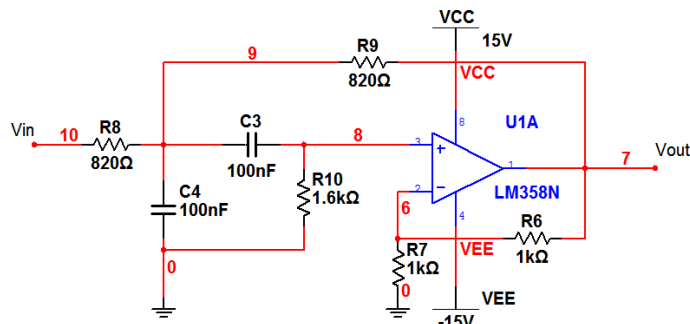 VCC
15V
9
R9
820Ω
VCC
Vin
10
R8
820Ω
C3
100nF
8
3
8
U1A
1
7
Vout
LM358N
C4
100nF
R10
1.6kΩ
2
4
6
R6
1kΩ
R7
1kΩ
VEE
0
0
VEE
-15V